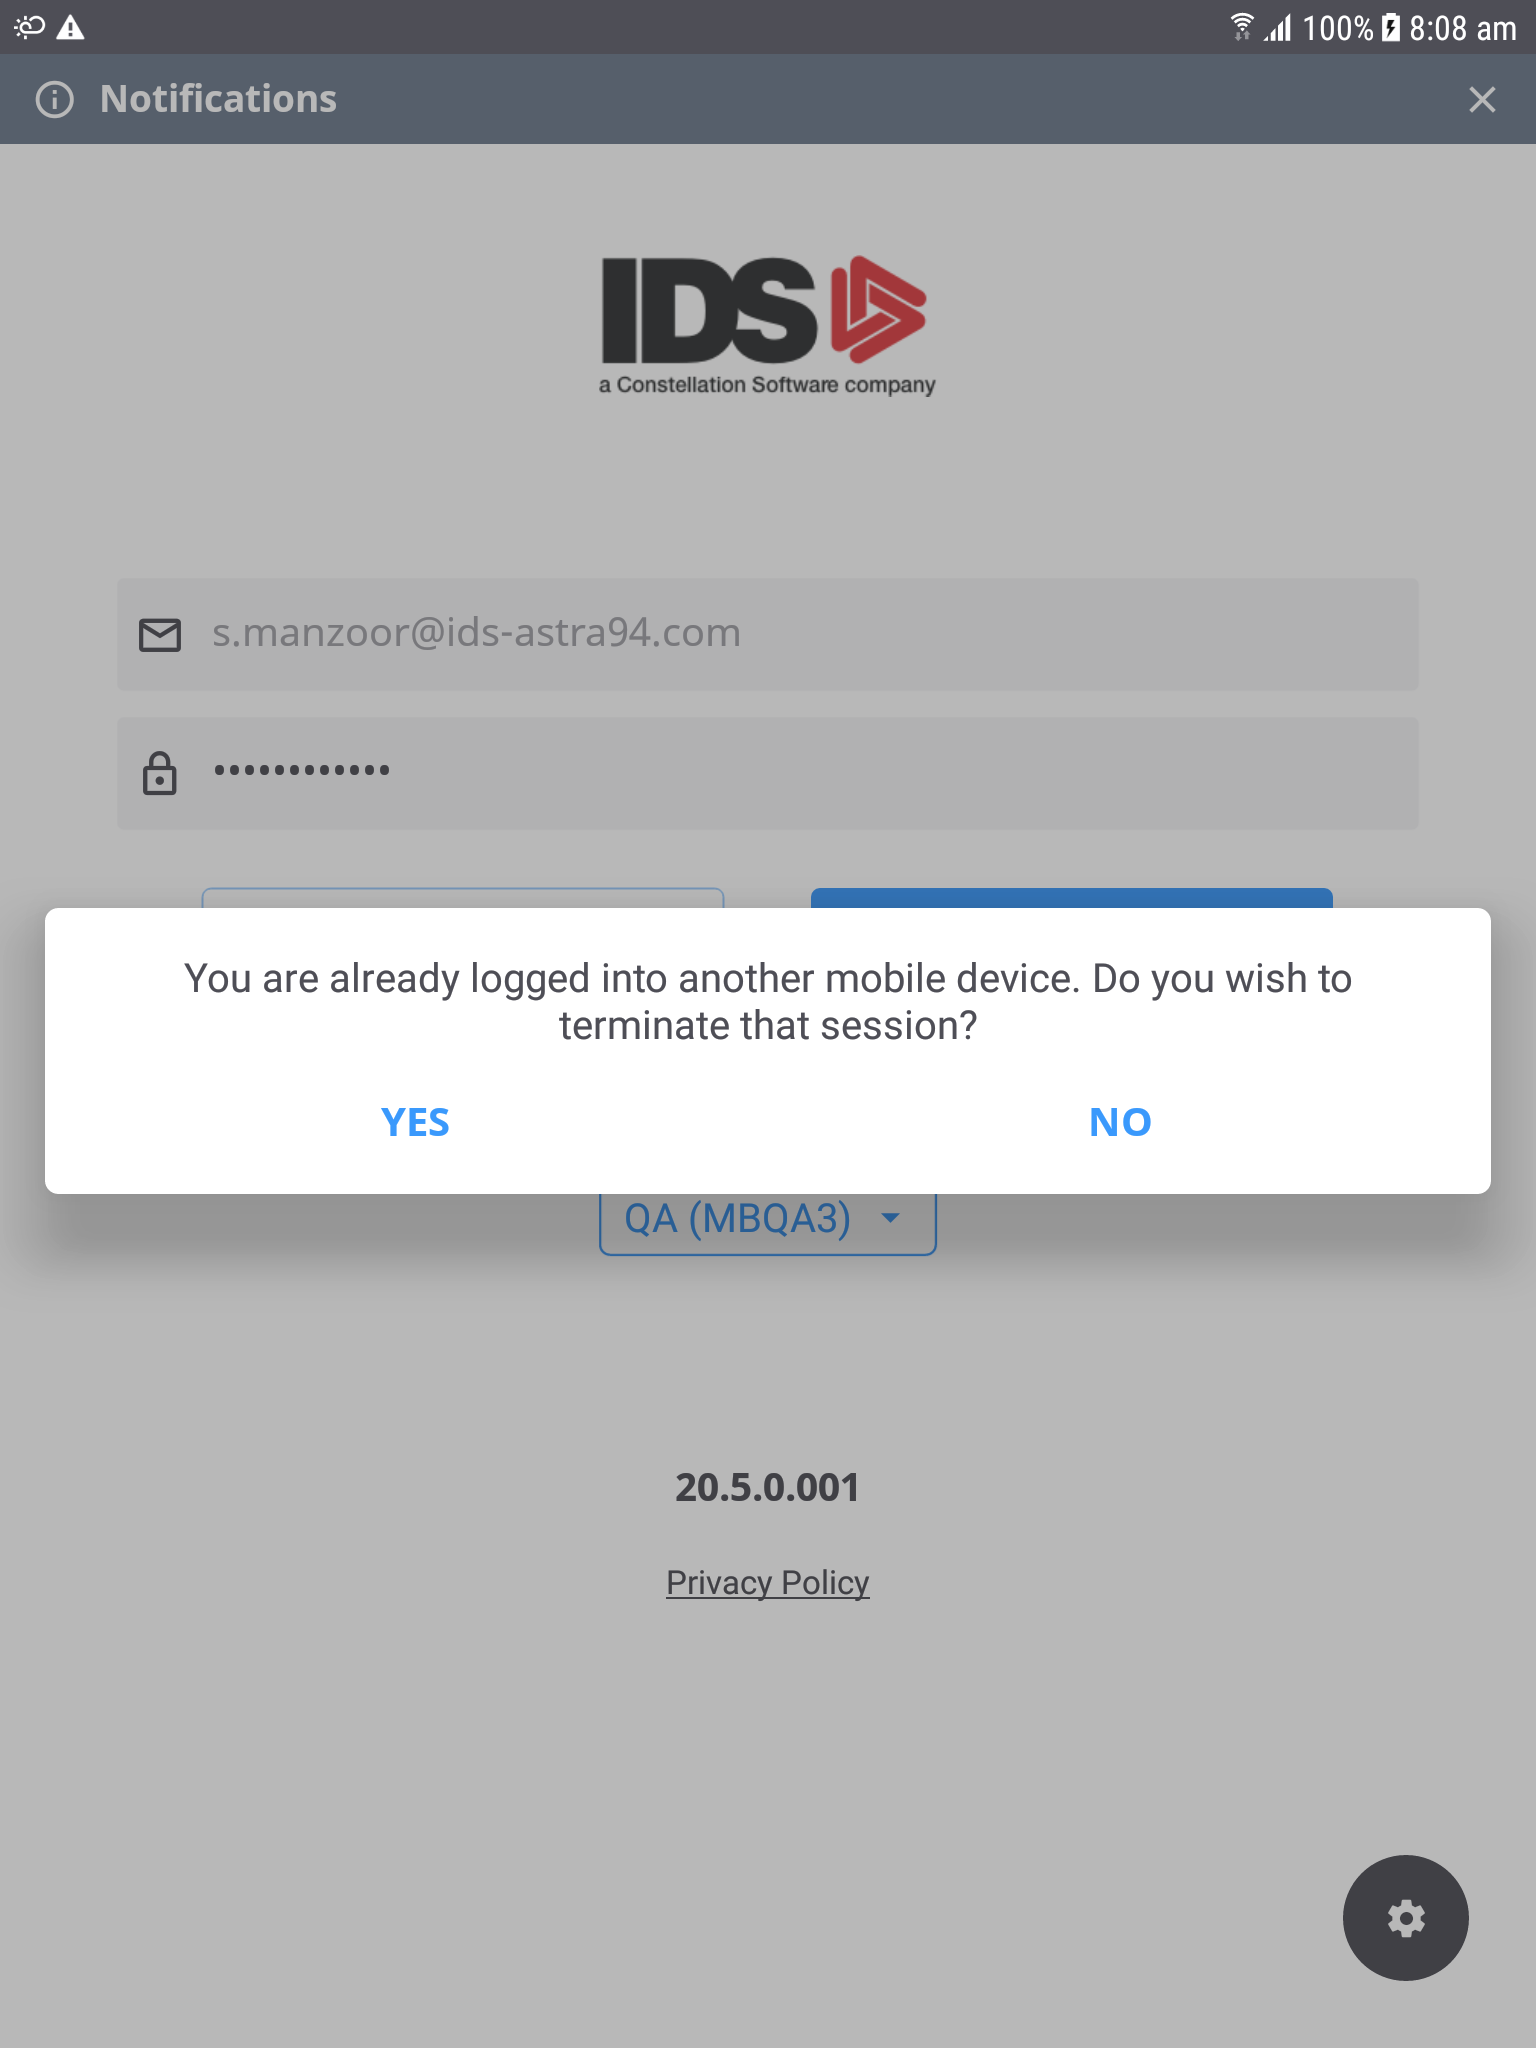 100% 8:08 am
Notifications
IDS
a Constellation Software company
s.manzoor@ids-astra94.com
••••••••••••
You are already logged into another mobile device. Do you wish to
terminate that session?
YES NO
QA (MBQA3)
20.5.0.001
Privacy Policy